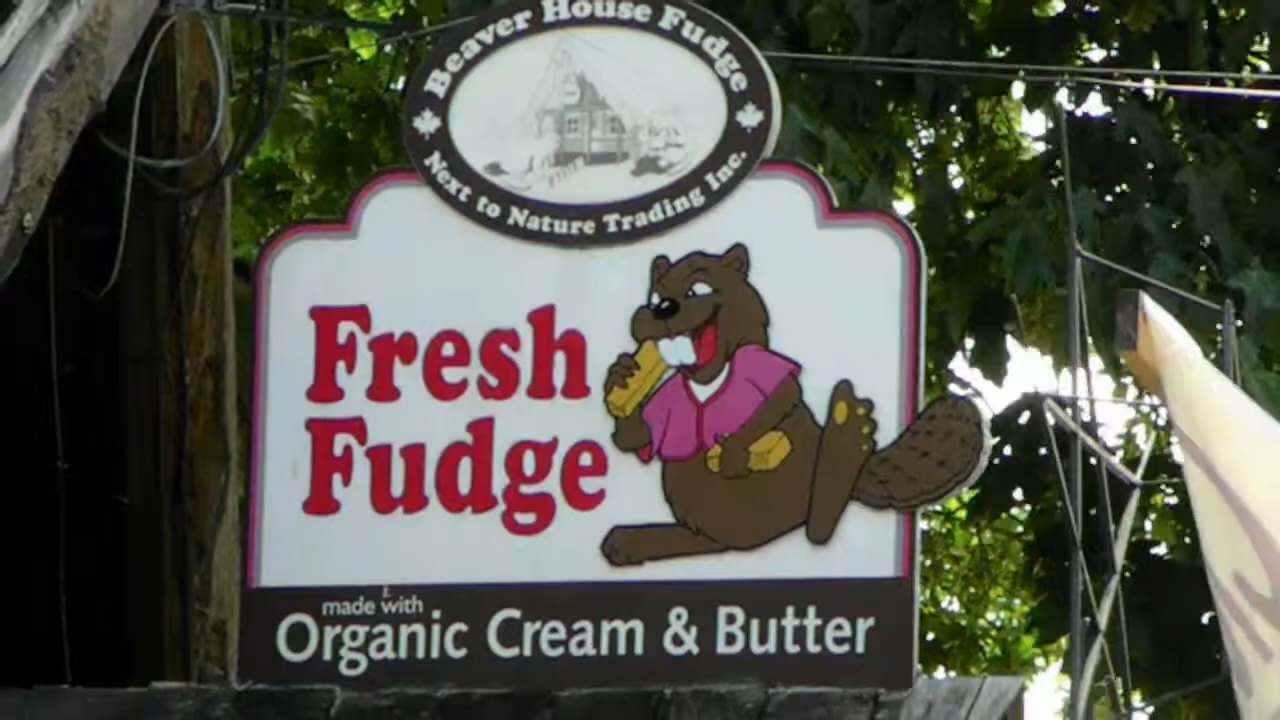 Beaver House Fudge
Next to Nature Trading Inc.
Fresh
Fudge
made with
Organic Cream & Butter